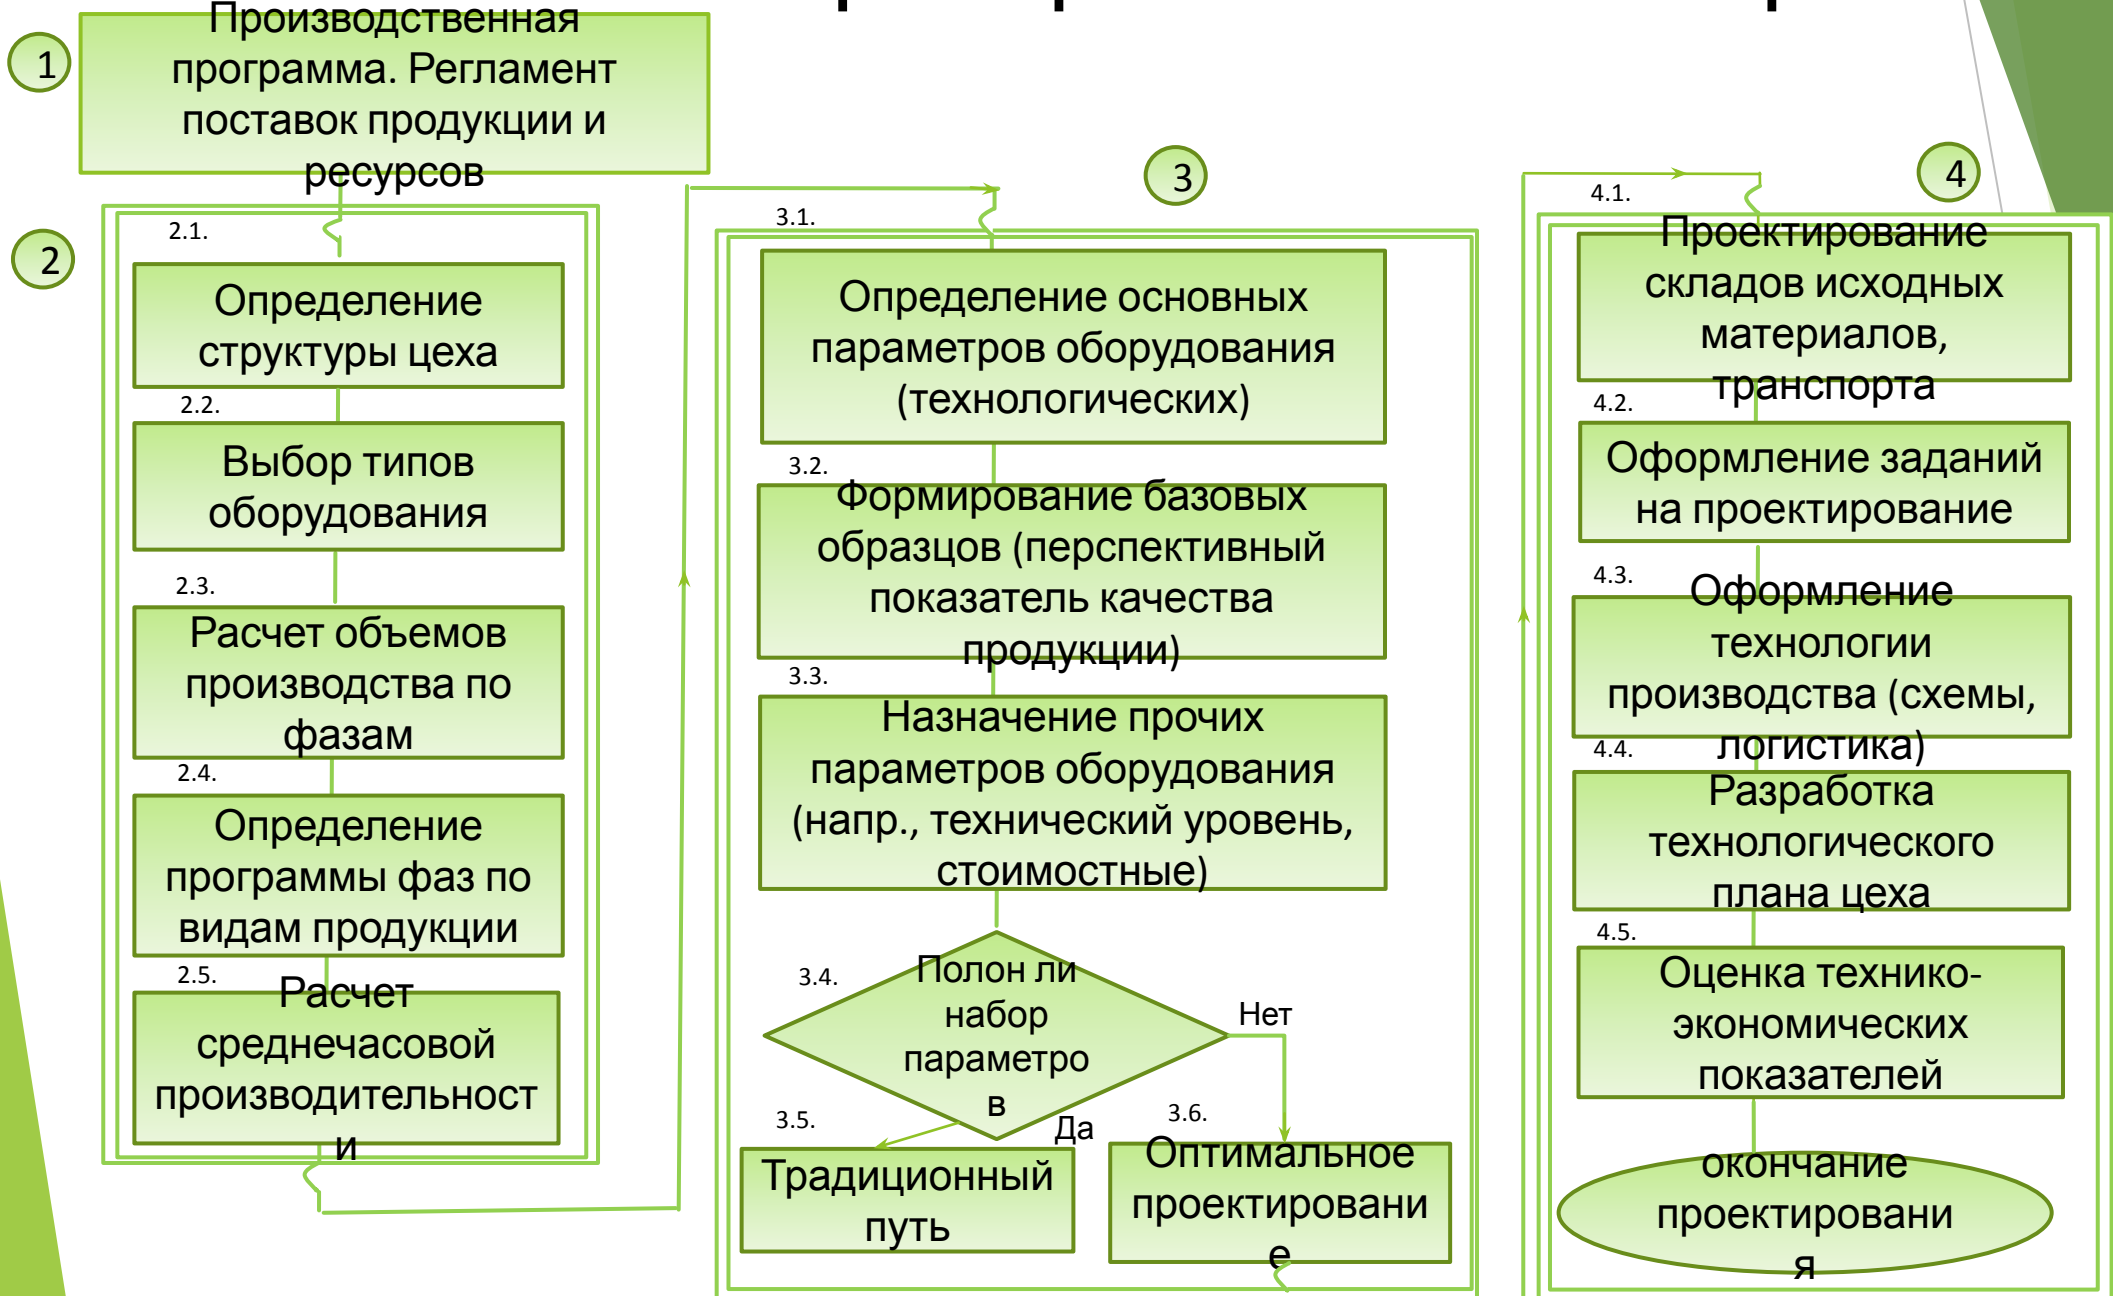 1
Производственная
программа. Регламент
поставок продукции и
ресурсов
2
2.1.
Определение
структуры цеха
2.2.
Выбор типов
оборудования
2.3.
Расчет объемов
производства по
фазам
2.4.
Определение
программы фаз по
видам продукции
2.5.
Расчет
среднечасовой
производительност
и
3
3.1.
Определение основных
параметров оборудования
(технологических)
3.2.
Формирование базовых
образцов (перспективный
показатель качества
продукции)
3.3.
Назначение прочих
параметров оборудования
(напр., технический уровень,
стоимостные)
3.4.
Полон ли
набор
параметро
в
Нет
Да
3.5.
Традиционный
путь
3.6.
Оптимальное
проектировани
е
4
4.1.
Проектирование
складов исходных
материалов,
транспорта
4.2.
Оформление заданий
на проектирование
4.3.
Оформление
технологии
производства (схемы,
логистика)
4.4.
Разработка
технологического
плана цеха
4.5.
Оценка технико-
экономических
показателей
окончание
проектировани
я